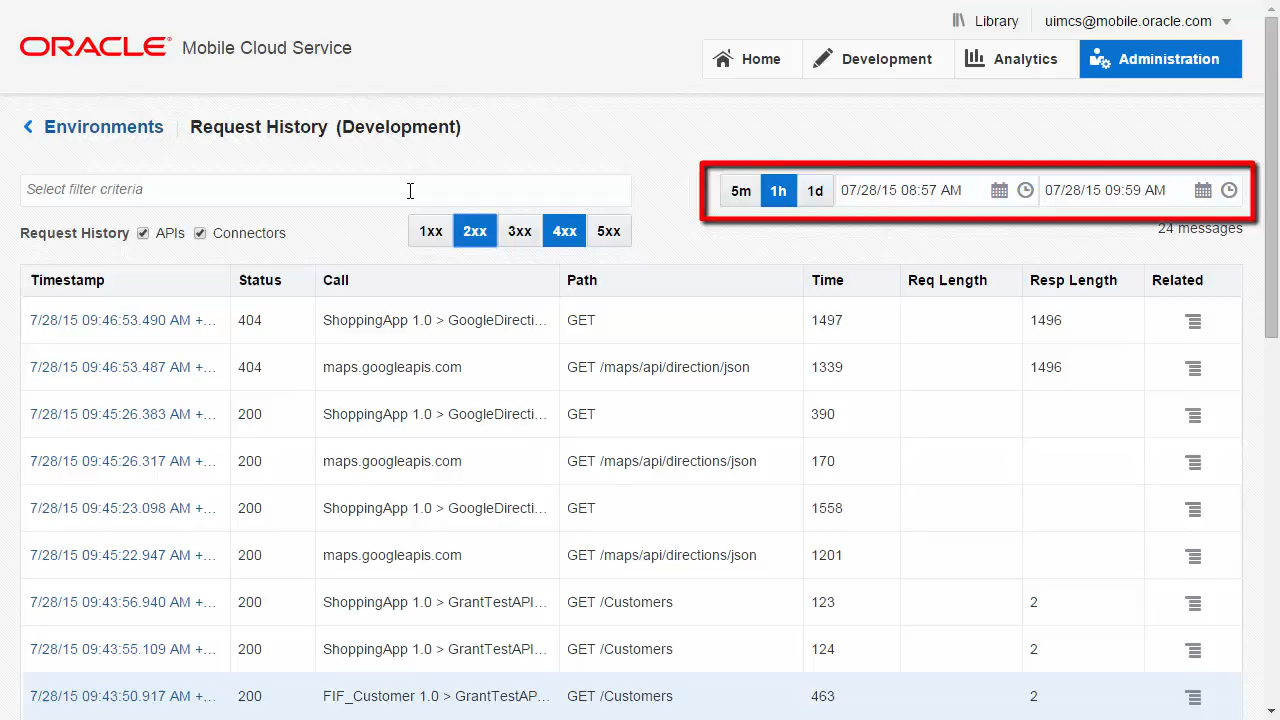 Library uimcs@mobile.oracle.com
ORACLE Mobile Cloud Service
Home Development Analytics Administration
Environments Request History (Development)
Select filter criteria
5m 1h 1d 07/28/15 08:57 AM 07/28/15 09:59 AM
Request History APIs Connectors 1xx 2xx 3xx 4xx 5xx
24 messages
Timestamp Status Call Path Time Req Length Resp Length Related
7/28/15 09:46:53.490 AM +... 404 ShoppingApp 1.0 > GoogleDirecti... GET 1497 1496
7/28/15 09:46:53.487 AM +... 404 maps.googleapis.com GET /maps/api/direction/json 1339 1496
7/28/15 09:45:26.383 AM +... 200 ShoppingApp 1.0 > GoogleDirecti... GET 390
7/28/15 09:45:26.317 AM +... 200 maps.googleapis.com GET /maps/api/directions/json 170
7/28/15 09:45:23.098 AM +... 200 ShoppingApp 1.0 > GoogleDirecti... GET 1558
7/28/15 09:45:22.947 AM +... 200 maps.googleapis.com GET /maps/api/directions/json 1201
7/28/15 09:43:56.940 AM +... 200 ShoppingApp 1.0 > GrantTestAPI... GET /Customers 123 2
7/28/15 09:43:55.109 AM +... 200 ShoppingApp 1.0 > GrantTestAPI... GET /Customers 124 2
7/28/15 09:43:50.917 AM +... 200 FIF_Customer 1.0 > GrantTestAP... GET /Customers 463 2